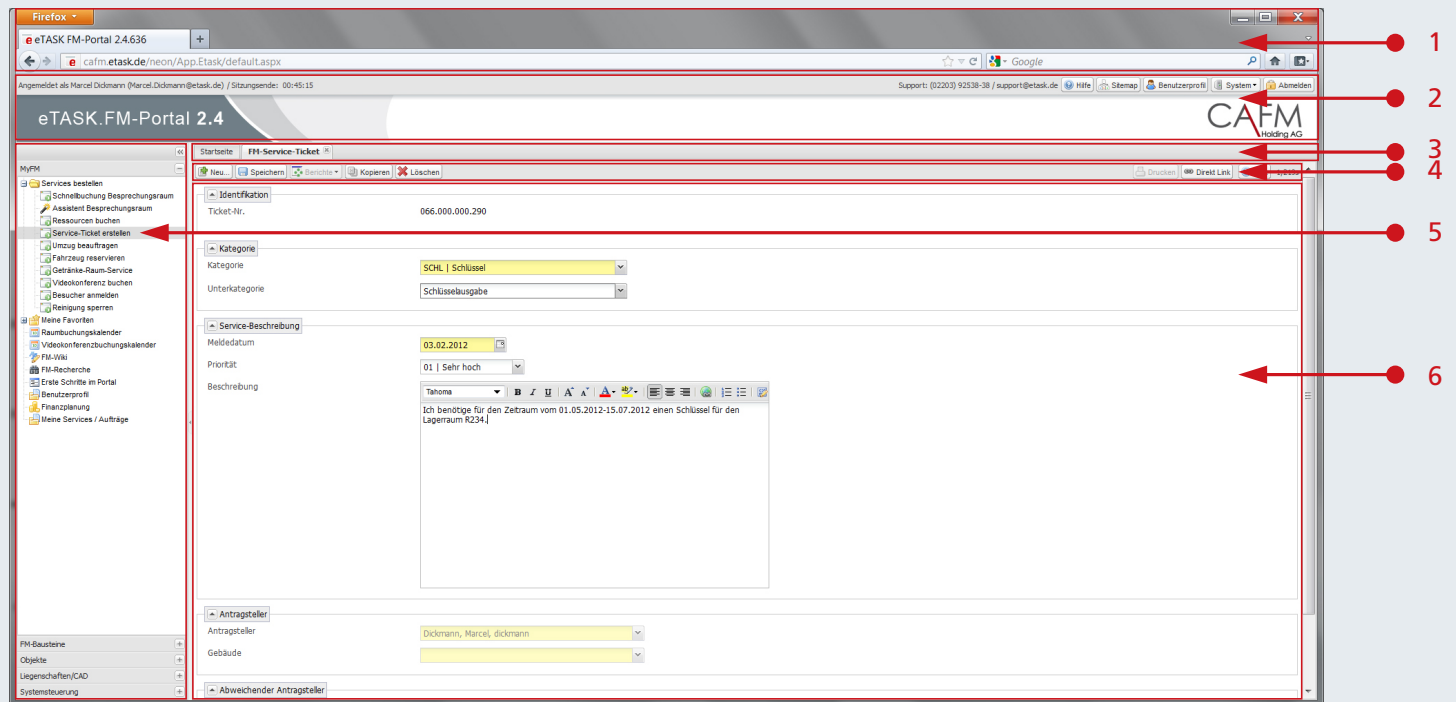 Firefox
eTASK FM-Portal 2.4.636
+
cafm.etask.de/neon/App.Etask/default.aspx
Google
1
Angemeldet als Marcel Dickmann (Marcel.Dickmann@etask.de) / Sitzungsende: 00:45:15
Support: (02203) 92538-38 / support@etask.de
Hilfe
Sitemap
Benutzerprofil
System
Abmelden
2
eTASK.FM-Portal 2.4
CAFM
Holding AG
Startseite
FM-Service-Ticket
3
MyFM
Neu...
Speichern
Berichte
Kopieren
Löschen
Drucken
Direkt Link
4
Services bestellen
Schnellbuchung Besprechungsraum
Assistent Besprechungsraum
Ressourcen buchen
Service-Ticket erstellen
5
Umzug beauftragen
Fahrzeug reservieren
Getränke-Raum-Service
Videokonferenz buchen
Besucher anmelden
Reinigung sperren
Meine Favoriten
Raumbuchungskalender
Videokonferenzbuchungskalender
FM-Wiki
FM-Recherche
Erste Schritte im Portal
Benutzerprofil
Finanzplanung
Meine Services / Aufträge
FM-Bausteine
Objekte
Liegenschaften/CAD
Systemsteuerung
Identifikation
Ticket-Nr.
066.000.000.290
Kategorie
Kategorie
SCHL | Schlüssel
Unterkategorie
Schlüsselausgabe
Service-Beschreibung
Meldedatum
03.02.2012
Priorität
01 | Sehr hoch
6
Beschreibung
Tahoma
B I U A A A ab
Ich benötige für den Zeitraum vom 01.05.2012-15.07.2012 einen Schlüssel für den
Lagerraum R234.
Antragsteller
Antragsteller
Dickmann, Marcel, dickmann
Gebäude
Abweichender Antragsteller